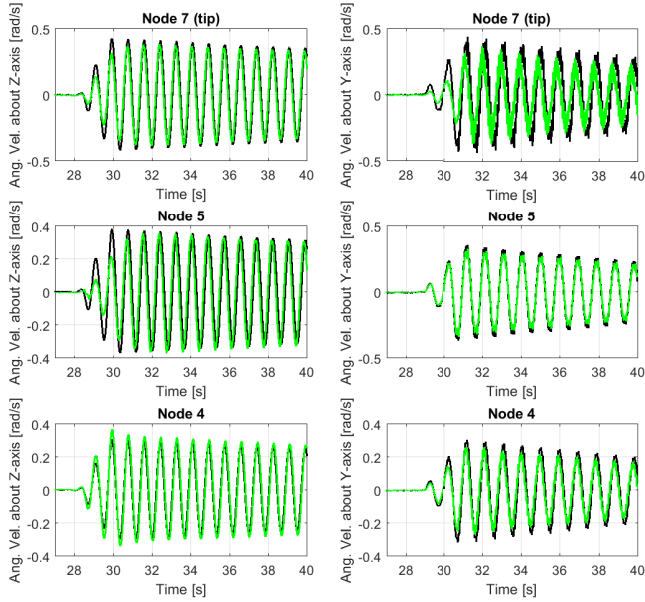 Node 7 (tip)
Ang. Vel. about Z-axis [rad/s]
0.5
0
-0.5
28 30 32 34 36 38 40
Time [s]
Node 7 (tip)
Ang. Vel. about Y-axis [rad/s]
0.5
0
-0.5
28 30 32 34 36 38 40
Time [s]
Node 5
Ang. Vel. about Z-axis [rad/s]
0.4
0.2
0
-0.2
-0.4
28 30 32 34 36 38 40
Time [s]
Node 5
Ang. Vel. about Y-axis [rad/s]
0.5
0
-0.5
28 30 32 34 36 38 40
Time [s]
Node 4
Ang. Vel. about Z-axis [rad/s]
0.4
0.2
0
-0.2
-0.4
28 30 32 34 36 38 40
Time [s]
Node 4
Ang. Vel. about Y-axis [rad/s]
0.4
0.2
0
-0.2
-0.4
28 30 32 34 36 38 40
Time [s]